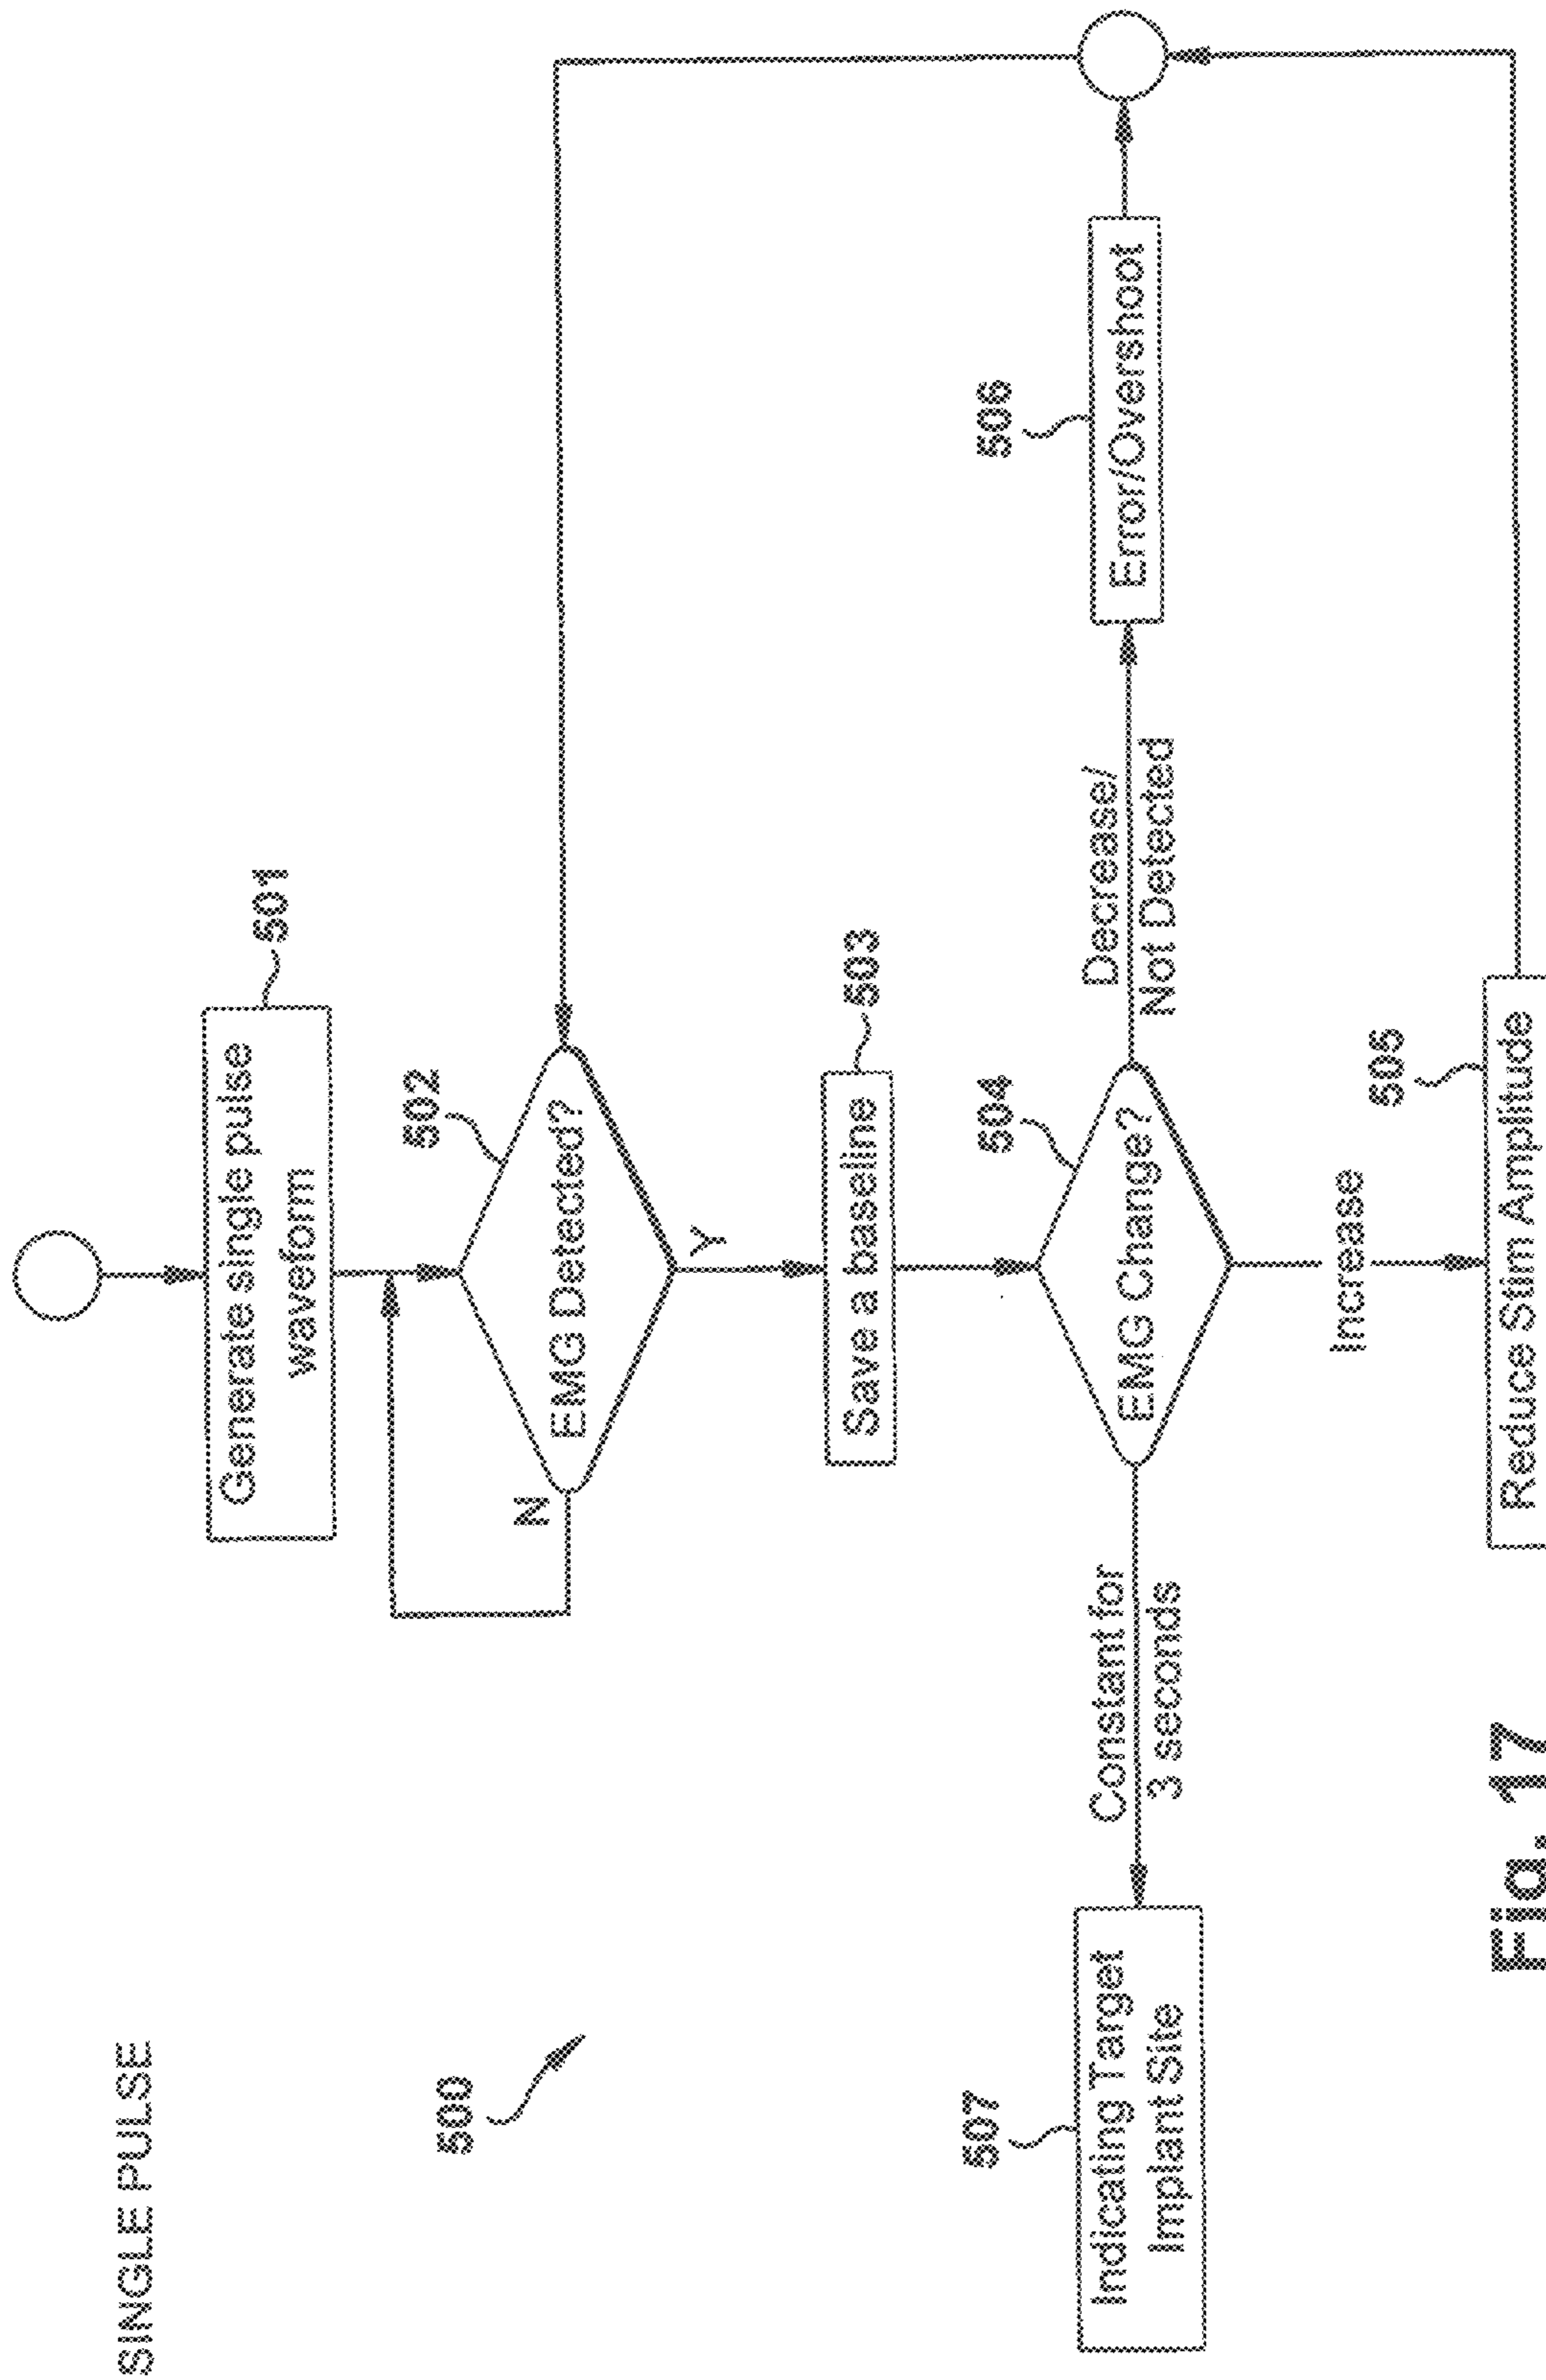 SINGLE PULSE
500
Generate single pulse
waveform
501
502
EMG Detected?
N
Y
Save a baseline
503
504
EMG Change?
Constant for
3 seconds
507
Indicating Target
Implant Site
Decrease/
Not Detected
506
Error/Overshoot
Increase
505
Reduce Stim Amplitude
Fig. 17